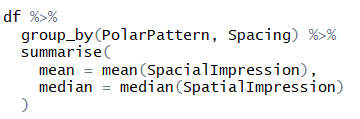 df %>%
group_by(PolarPattern, Spacing) %>%
summarise(
mean = mean(SpacialImpression),
median = median(SpatialImpression)
)